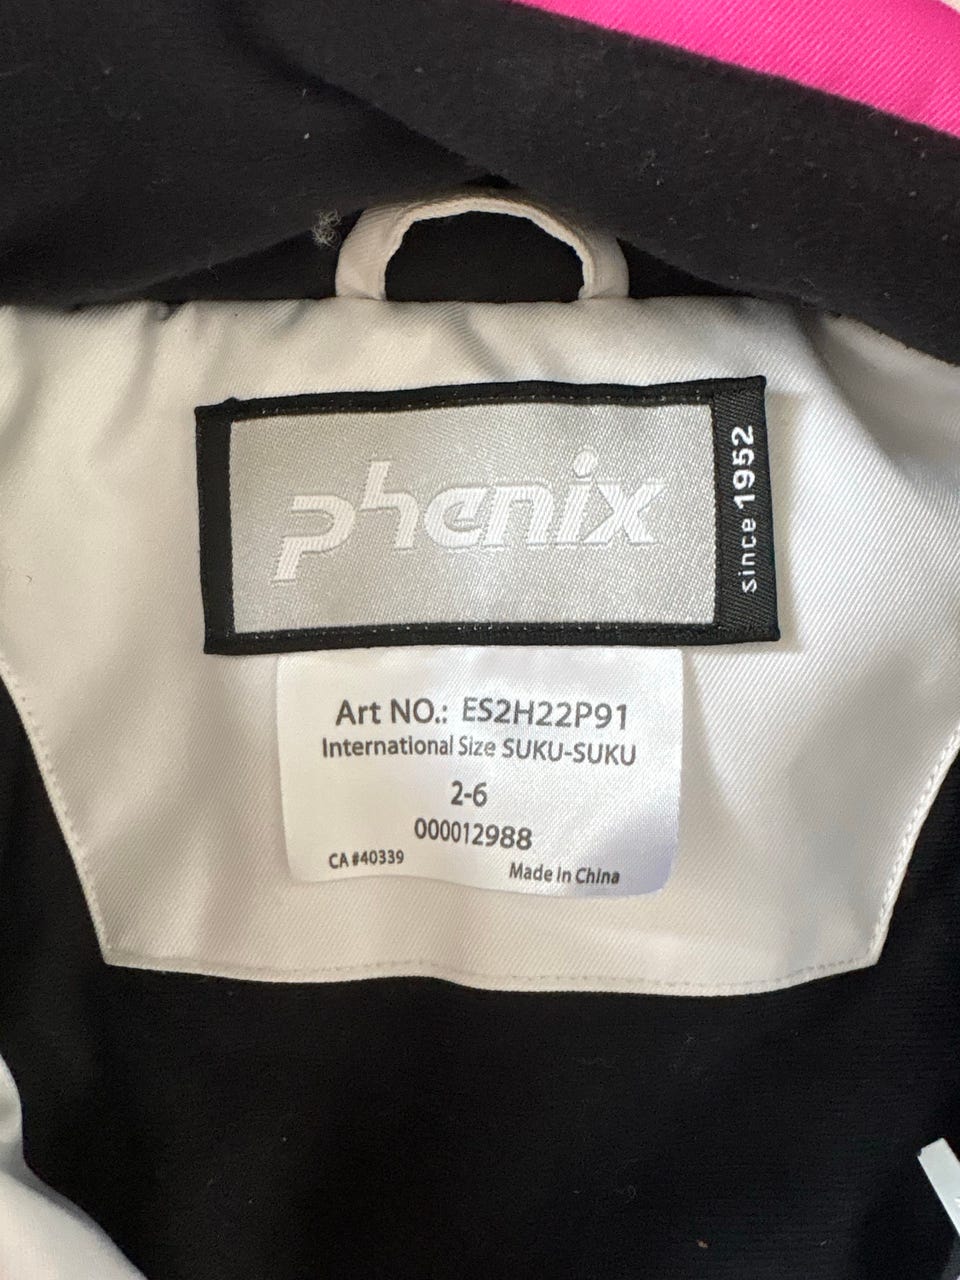 phenix
since 1952
Art NO.: ES2H22P91
International Size SUKU-SUKU
2-6
000012988
CA #40339
Made in China